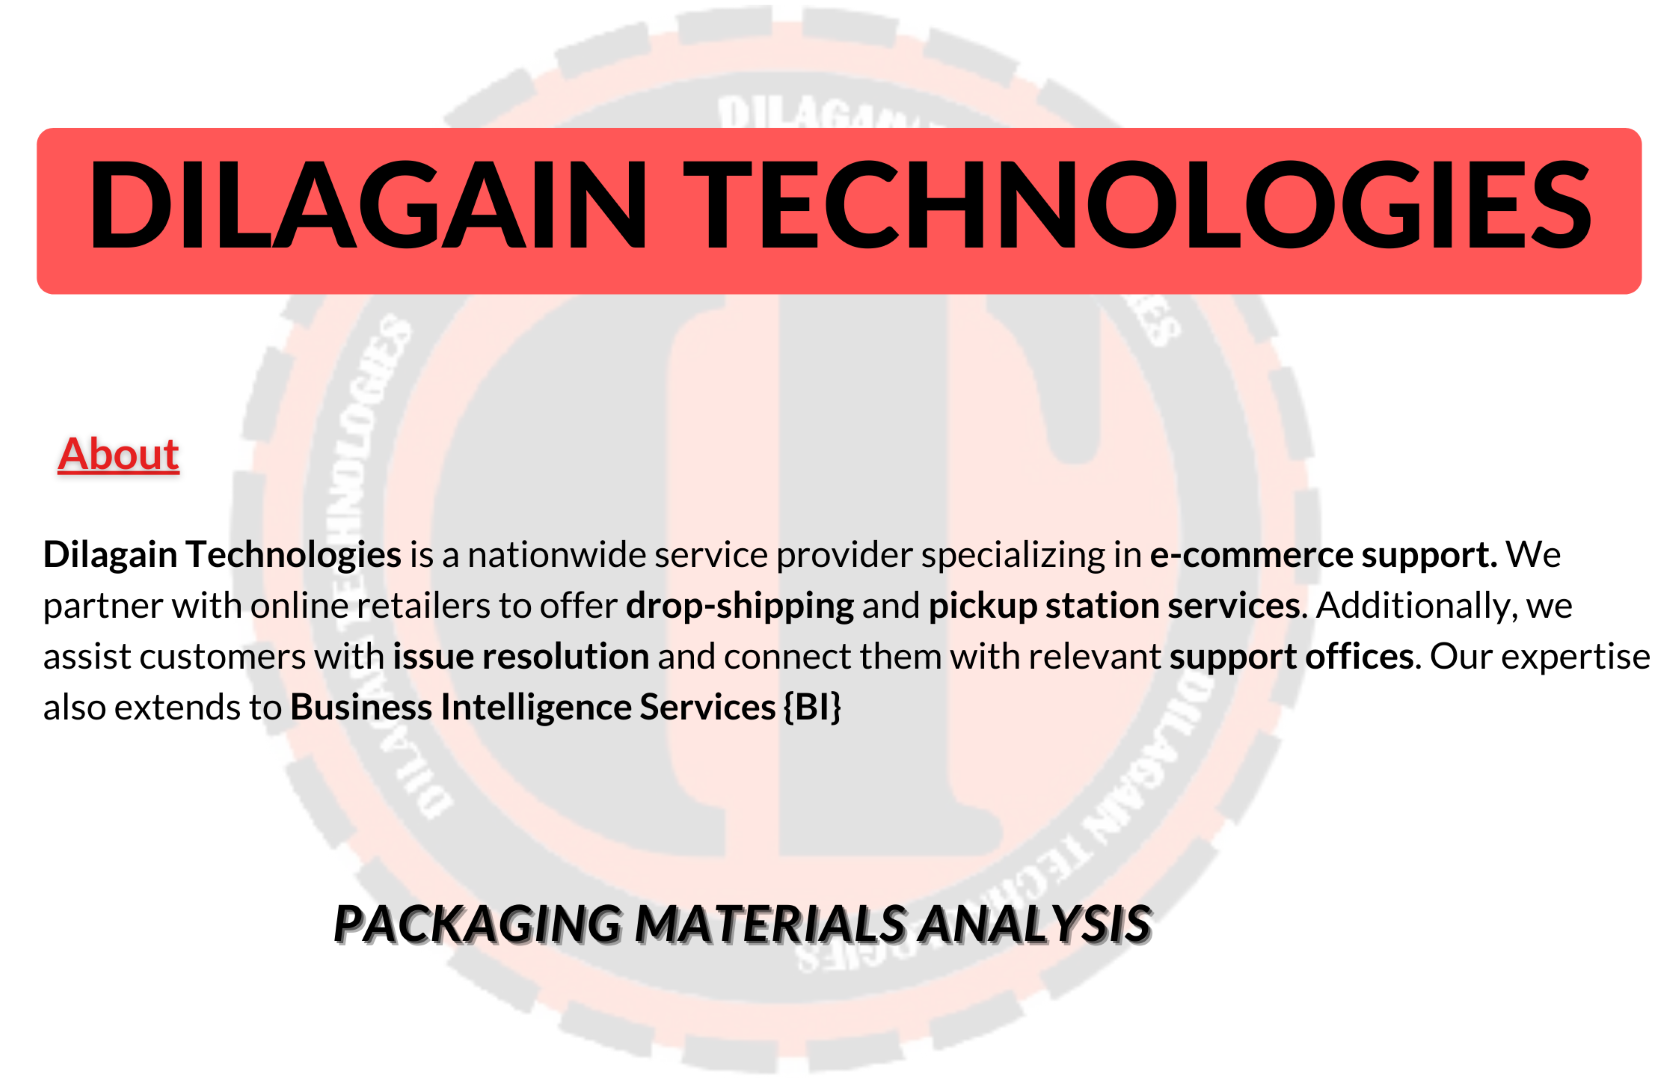 DILAGAIN TECHNOLOGIES
About
Dilagain Technologies is a nationwide service provider specializing in e-commerce support. We
partner with online retailers to offer drop-shipping and pickup station services. Additionally, we
assist customers with issue resolution and connect them with relevant support offices. Our expertise
also extends to Business Intelligence Services {BI}
PACKAGING MATERIALS ANALYSIS